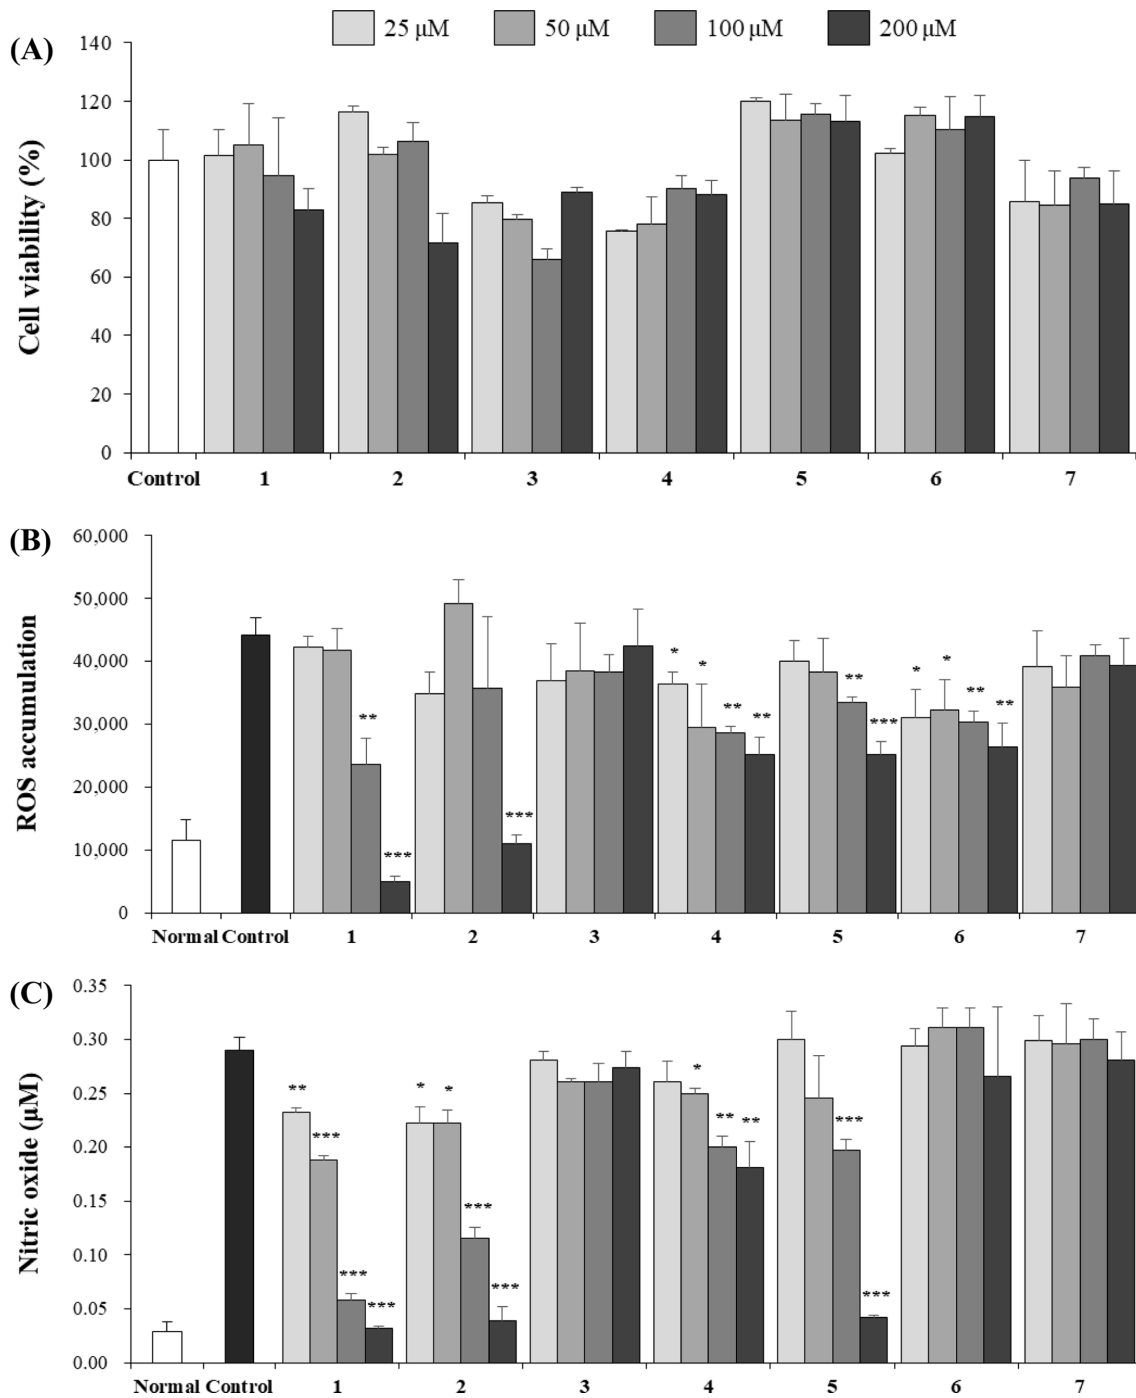 25 μM 50 μM 100 μM 200 μM
(A)
Cell viability (%)
140
120
100
80
60
40
20
0
Control 1 2 3 4 5 6 7
(B)
ROS accumulation
60,000
50,000
40,000
30,000
20,000
10,000
0
** *** *** * * ** ** ** *** * * ** **
Normal Control 1 2 3 4 5 6 7
(C)
Nitric oxide (μM)
0.35
0.30
0.25
0.20
0.15
0.10
0.05
0.00
** *** *** *** * * *** *** * ** ** *** ***
Normal Control 1 2 3 4 5 6 7